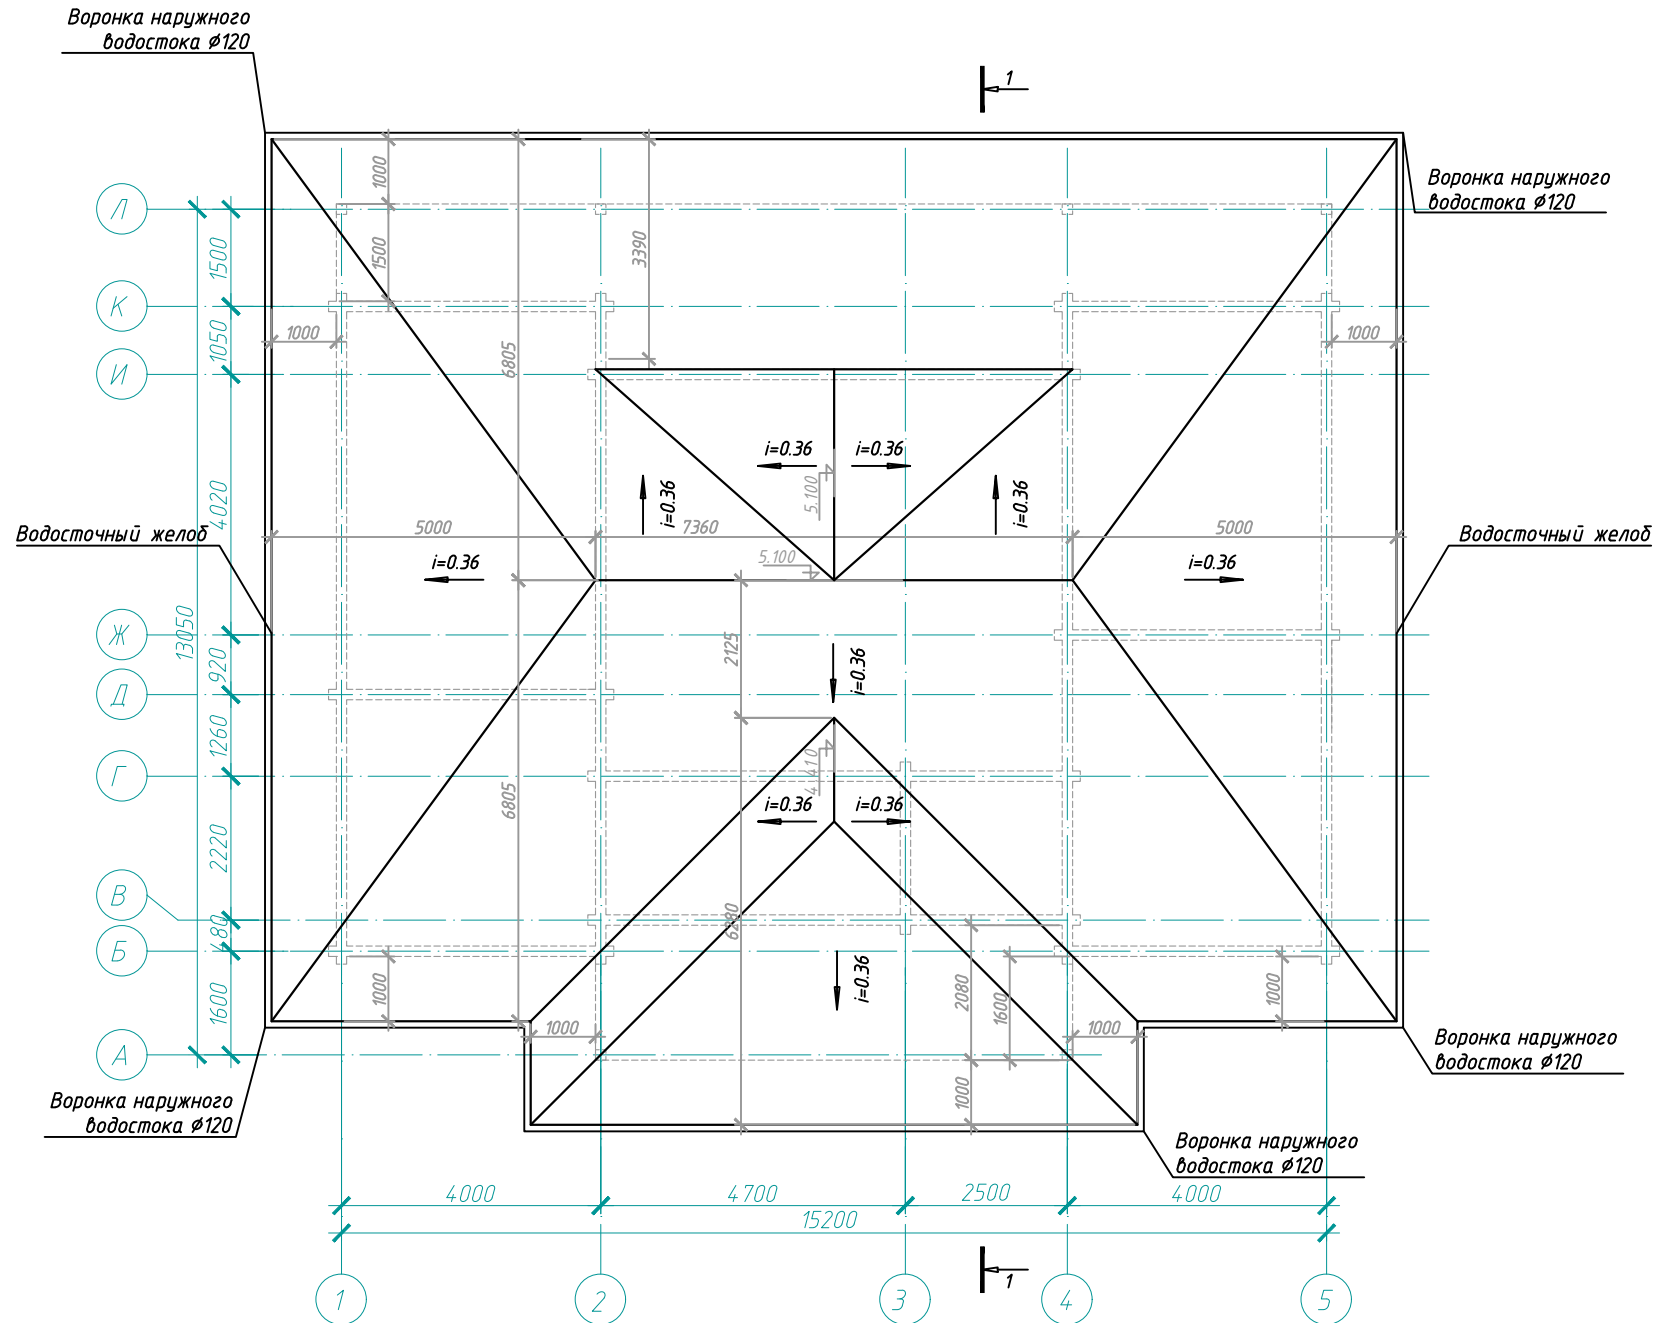 Воронка наружного
водостока ⌀120
1
Воронка наружного
водостока ⌀120
1000
Л
1500
1500
3390
К
1050
1000
1000
6805
И
i=0.36
i=0.36
5.100
i=0.36
i=0.36
4020
Водосточный желоб
5000
7360
5000
Водосточный желоб
5.100
i=0.36
i=0.36
13050
Ж
2125
920
i=0.36
Д
1260
4.410
Г
6805
i=0.36
i=0.36
2220
В
6280
480
Б
i=0.36
1000
2080
1600
1000
1600
1000
1000
А
Воронка наружного
водостока ⌀120
1000
Воронка наружного
водостока ⌀120
Воронка наружного
водостока ⌀120
4000
4700
2500
4000
15200
1
1
2
3
4
5